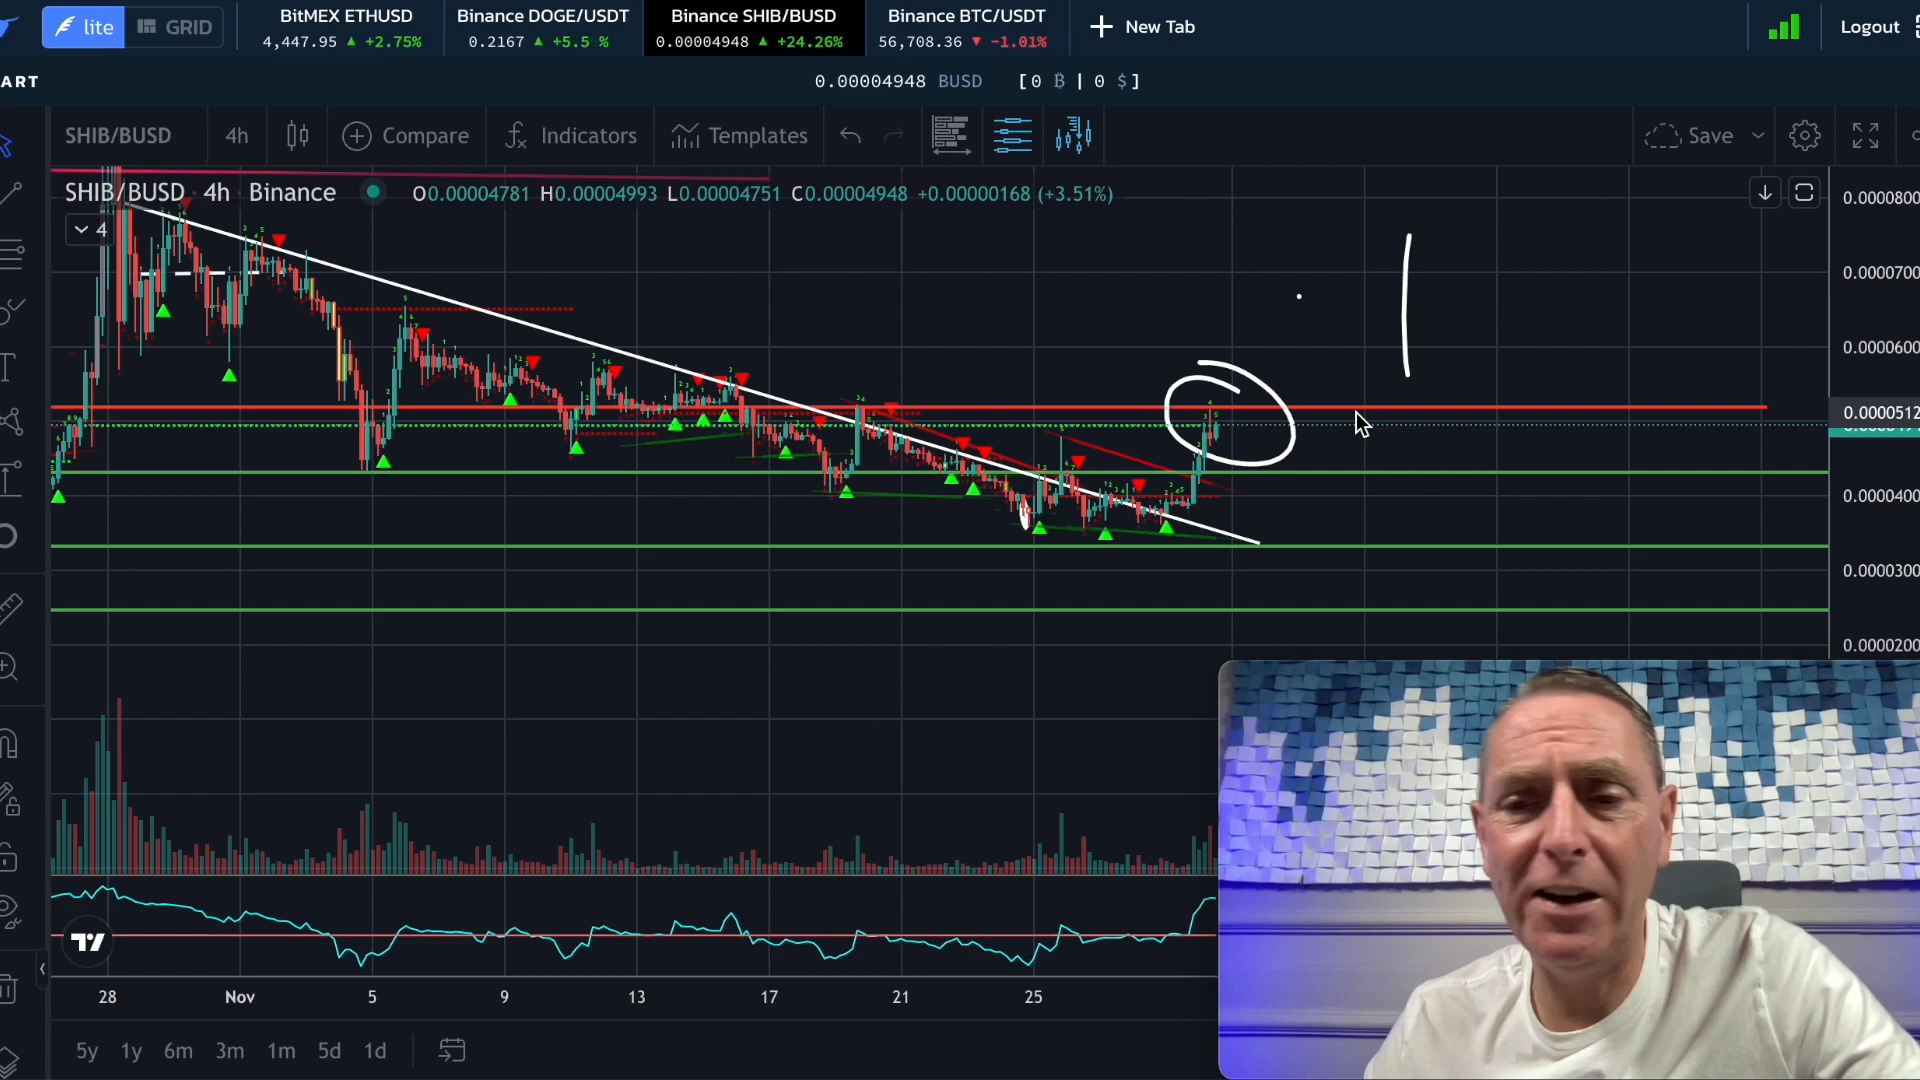 lite
GRID
BitMEX ETHUSD
4,447.95 ▲ +2.75%
Binance DOGE/USDT
0.2167 ▲ +5.5 %
Binance SHIB/BUSD
0.00004948 ▲ +24.26%
Binance BTC/USDT
56,708.36 ▼ -1.01%
New Tab
Logout
ART
0.00004948 BUSD [0 ₿ | 0 $]
SHIB/BUSD
4h
Compare
Indicators
Templates
Save
SHIB/BUSD · 4h · Binance
O0.00004781 H0.00004993 L0.00004751 C0.00004948 +0.00000168 (+3.51%)
4
0.0000800
0.0000700
0.0000600
0.0000512
0.0000400
0.0000300
0.0000200
28
Nov
5
9
13
17
21
25
5y
1y
6m
3m
1m
5d
1d